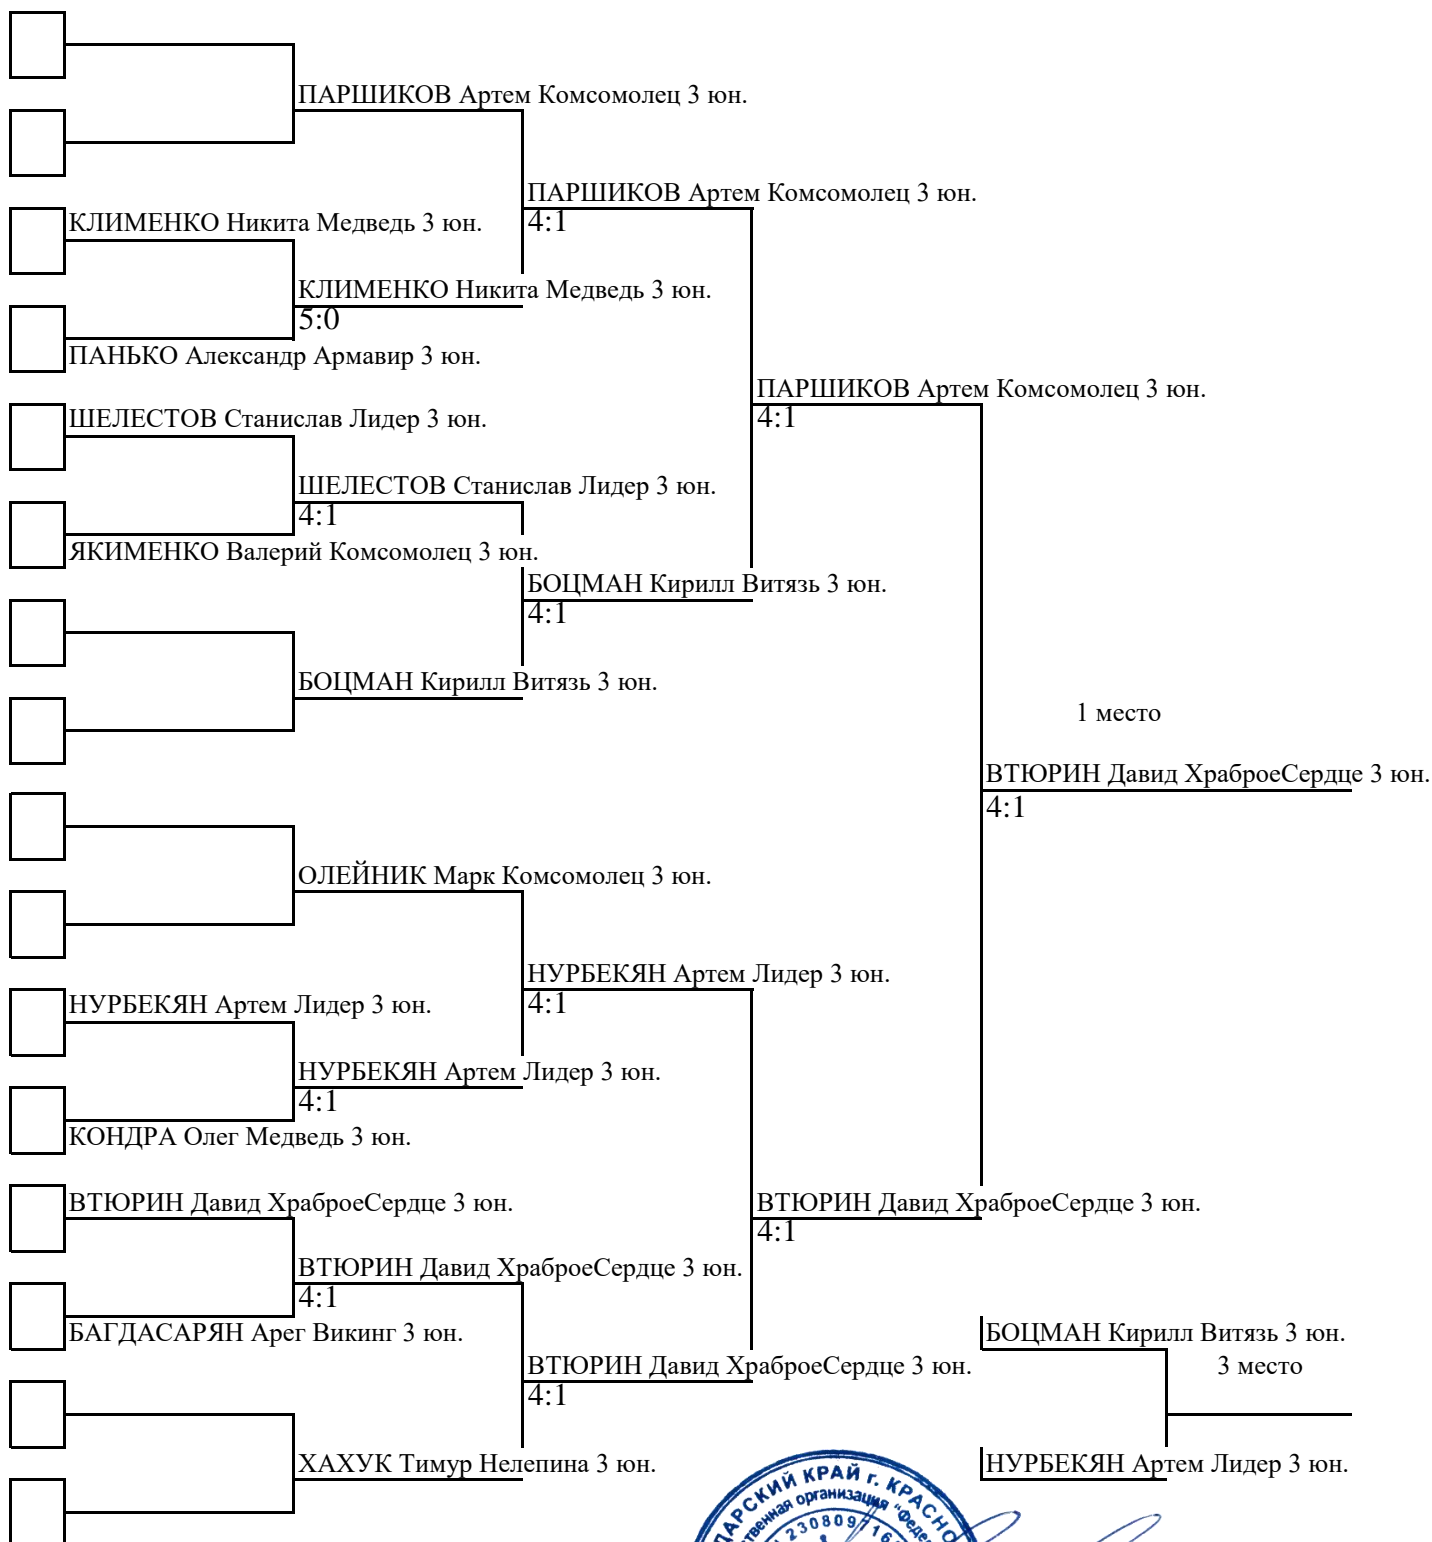 ПАРШИКОВ Артем Комсомолец 3 юн.
ПАРШИКОВ Артем Комсомолец 3 юн.
КЛИМЕНКО Никита Медведь 3 юн.
4:1
КЛИМЕНКО Никита Медведь 3 юн.
5:0
ПАНЬКО Александр Армавир 3 юн.
ПАРШИКОВ Артем Комсомолец 3 юн.
4:1
ШЕЛЕСТОВ Станислав Лидер 3 юн.
ШЕЛЕСТОВ Станислав Лидер 3 юн.
4:1
ЯКИМЕНКО Валерий Комсомолец 3 юн.
БОЦМАН Кирилл Витязь 3 юн.
4:1
БОЦМАН Кирилл Витязь 3 юн.
1 место
ВТЮРИН Давид ХраброеСердце 3 юн.
4:1
ОЛЕЙНИК Марк Комсомолец 3 юн.
НУРБЕКЯН Артем Лидер 3 юн.
4:1
НУРБЕКЯН Артем Лидер 3 юн.
НУРБЕКЯН Артем Лидер 3 юн.
4:1
КОНДРА Олег Медведь 3 юн.
ВТЮРИН Давид ХраброеСердце 3 юн.
ВТЮРИН Давид ХраброеСердце 3 юн.
4:1
ВТЮРИН Давид ХраброеСердце 3 юн.
4:1
БАГДАСАРЯН Арег Викинг 3 юн.
БОЦМАН Кирилл Витязь 3 юн.
ВТЮРИН Давид ХраброеСердце 3 юн.
3 место
4:1
ХАХУК Тимур Нелепина 3 юн.
НУРБЕКЯН Артем Лидер 3 юн.
КРАЙ г.
организация